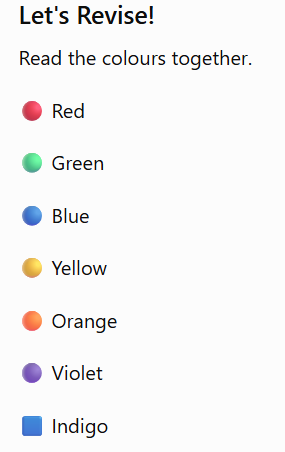 Let's Revise!
Read the colours together.
Red
Green
Blue
Yellow
Orange
Violet
Indigo